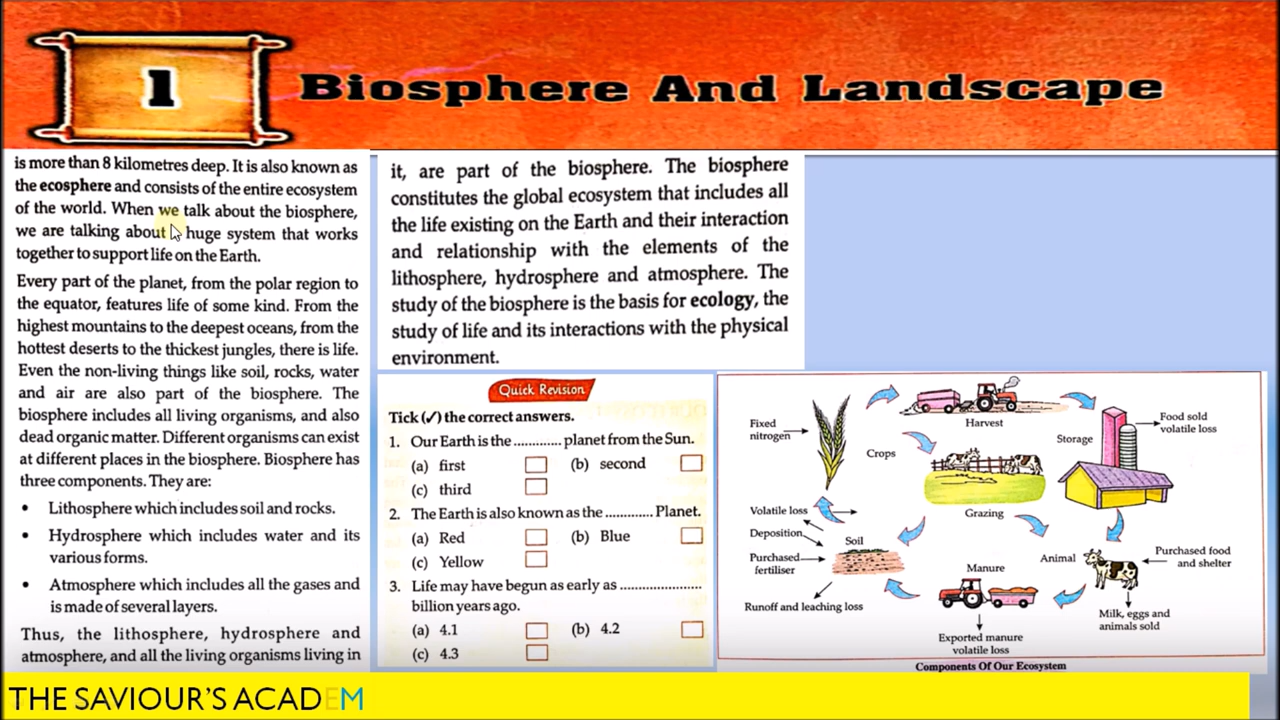 1
Biosphere And Landscape
is more than 8 kilometres deep. It is also known as
the ecosphere and consists of the entire ecosystem
of the world. When we talk about the biosphere,
we are talking about huge system that works
together to support life on the Earth.
Every part of the planet, from the polar region to
the equator, features life of some kind. From the
highest mountains to the deepest oceans, from the
hottest deserts to the thickest jungles, there is life.
Even the non-living things like soil, rocks, water
and air are also part of the biosphere. The
biosphere includes all living organisms, and also
dead organic matter. Different organisms can exist
at different places in the biosphere. Biosphere has
three components. They are:
• Lithosphere which includes soil and rocks.
• Hydrosphere which includes water and its
various forms.
• Atmosphere which includes all the gases and
is made of several layers.
Thus, the lithosphere, hydrosphere and
atmosphere, and all the living organisms living in
it, are part of the biosphere. The biosphere
constitutes the global ecosystem that includes all
the life existing on the Earth and their interaction
and relationship with the elements of the
lithosphere, hydrosphere and atmosphere. The
study of the biosphere is the basis for ecology, the
study of life and its interactions with the physical
environment.
Quick Revision
Tick (✓) the correct answers.
1. Our Earth is the ............. planet from the Sun.
(a) first (b) second
(c) third
2. The Earth is also known as the ............. Planet.
(a) Red (b) Blue
(c) Yellow
3. Life may have begun as early as ......................
billion years ago.
(a) 4.1 (b) 4.2
(c) 4.3
Fixed
nitrogen
Crops
Harvest
Storage
Food sold
volatile loss
Grazing
Volatile loss
Deposition
Purchased
fertiliser
Soil
Runoff and leaching loss
Manure
Exported manure
volatile loss
Animal
Purchased food
and shelter
Milk, eggs and
animals sold
Components Of Our Ecosystem
THE SAVIOUR'S ACADEM